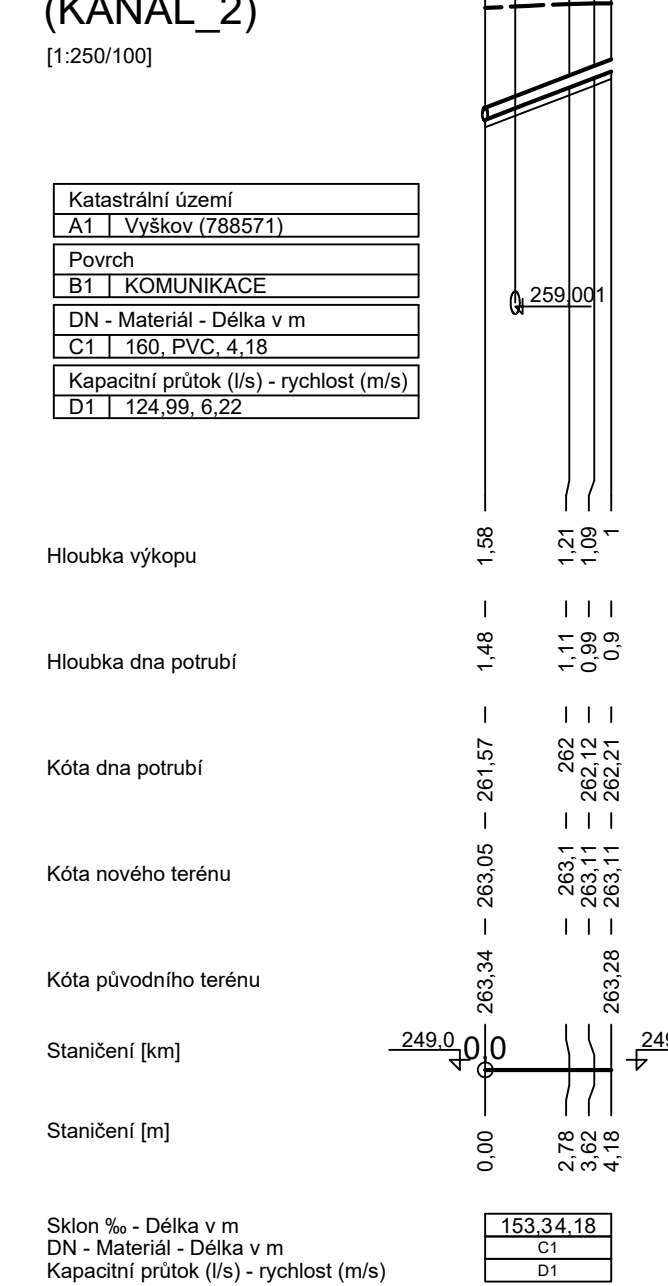 (KANAL_2)
[1:250/100]
Katastrální území
A1 Vyškov (788571)
Povrch
B1 KOMUNIKACE
DN - Materiál - Délka v m
C1 160, PVC, 4,18
Kapacitní průtok (l/s) - rychlost (m/s)
D1 124,99, 6,22
259,001
Hloubka výkopu 1,58 1,21 1,09 1
Hloubka dna potrubí 1,48 1,11 0,99 0,9
Kóta dna potrubí 261,57 262 262,12 262,21
Kóta nového terénu 263,05 263,1 263,11 263,11
Kóta původního terénu 263,34 263,28
Staničení [km] 249,0 0,0
Staničení [m] 0,00 2,78 3,62 4,18
Sklon ‰ - Délka v m 153,34,18
DN - Materiál - Délka v m C1
Kapacitní průtok (l/s) - rychlost (m/s) D1